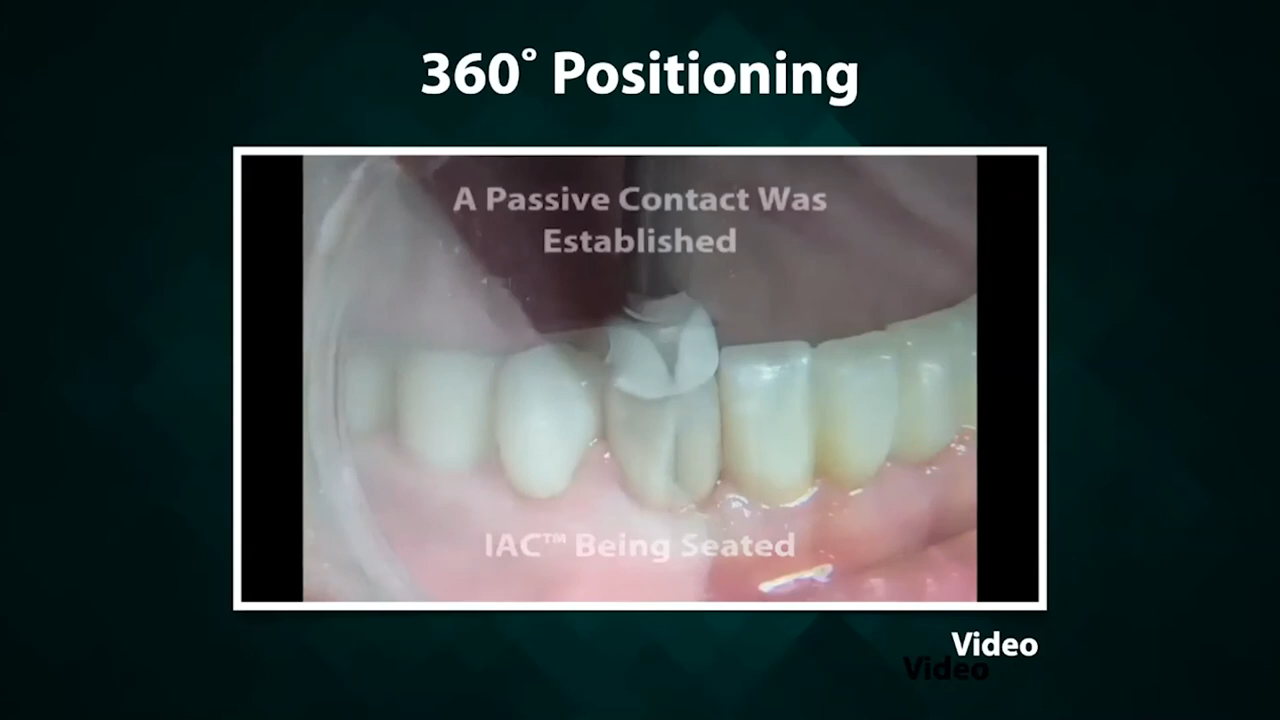 360° Positioning
A Passive Contact Was
Established
IAC™ Being Seated
Video
Video